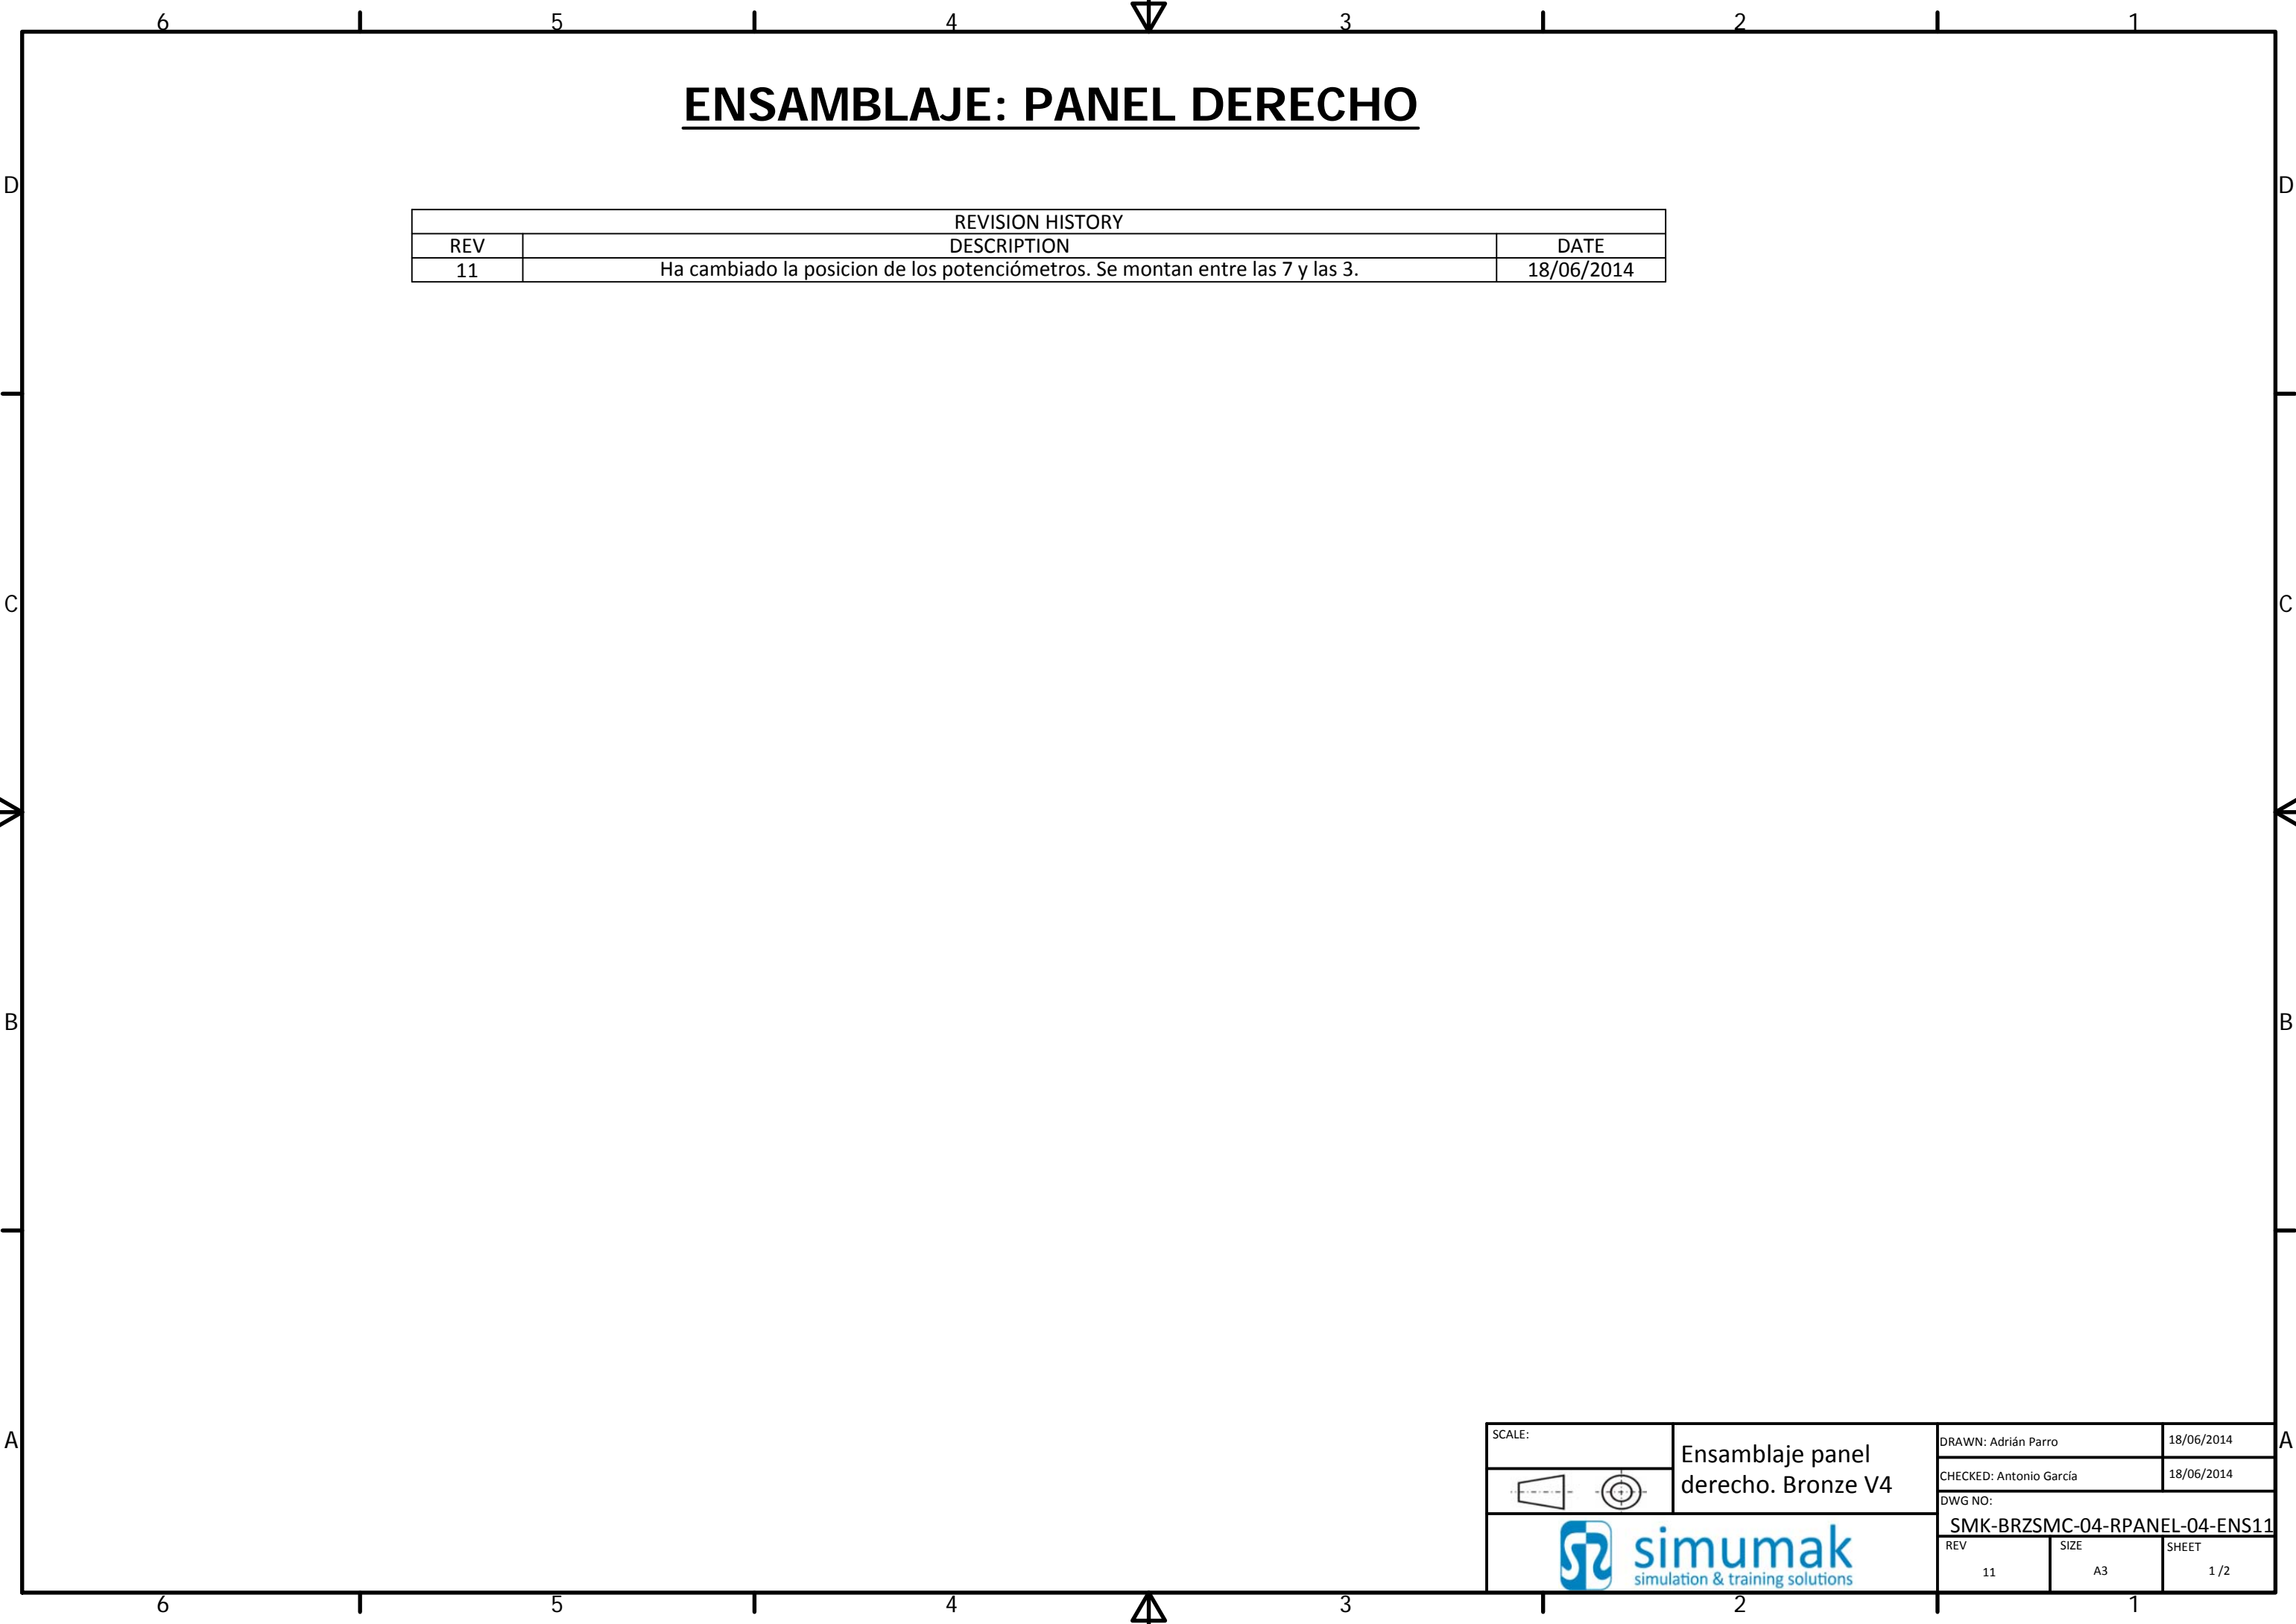 6 5 4 3 2 1
ENSAMBLAJE: PANEL DERECHO
D D
REVISION HISTORY
REV DESCRIPTION DATE
11 Ha cambiado la posicion de los potenciómetros. Se montan entre las 7 y las 3. 18/06/2014
C C
B B
A A
SCALE:
Ensamblaje panel
derecho. Bronze V4
DRAWN: Adrián Parro 18/06/2014
CHECKED: Antonio García 18/06/2014
DWG NO:
SMK-BRZSMC-04-RPANEL-04-ENS11
simumak
simulation & training solutions
REV SIZE SHEET
11 A3 1 /2
6 5 4 3 2 1